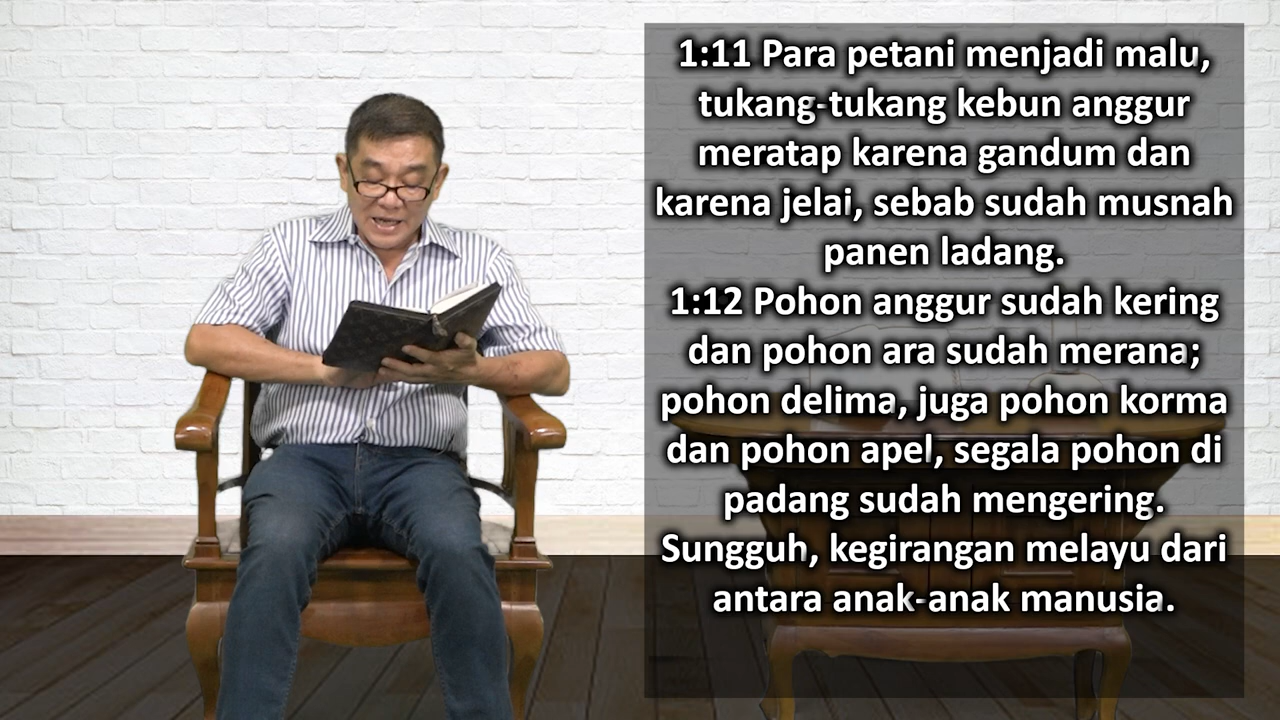 1:11 Para petani menjadi malu,
tukang-tukang kebun anggur
meratap karena gandum dan
karena jelai, sebab sudah musnah
panen ladang.
1:12 Pohon anggur sudah kering
dan pohon ara sudah merana;
pohon delima, juga pohon korma
dan pohon apel, segala pohon di
padang sudah mengering.
Sungguh, kegirangan melayu dari
antara anak-anak manusia.